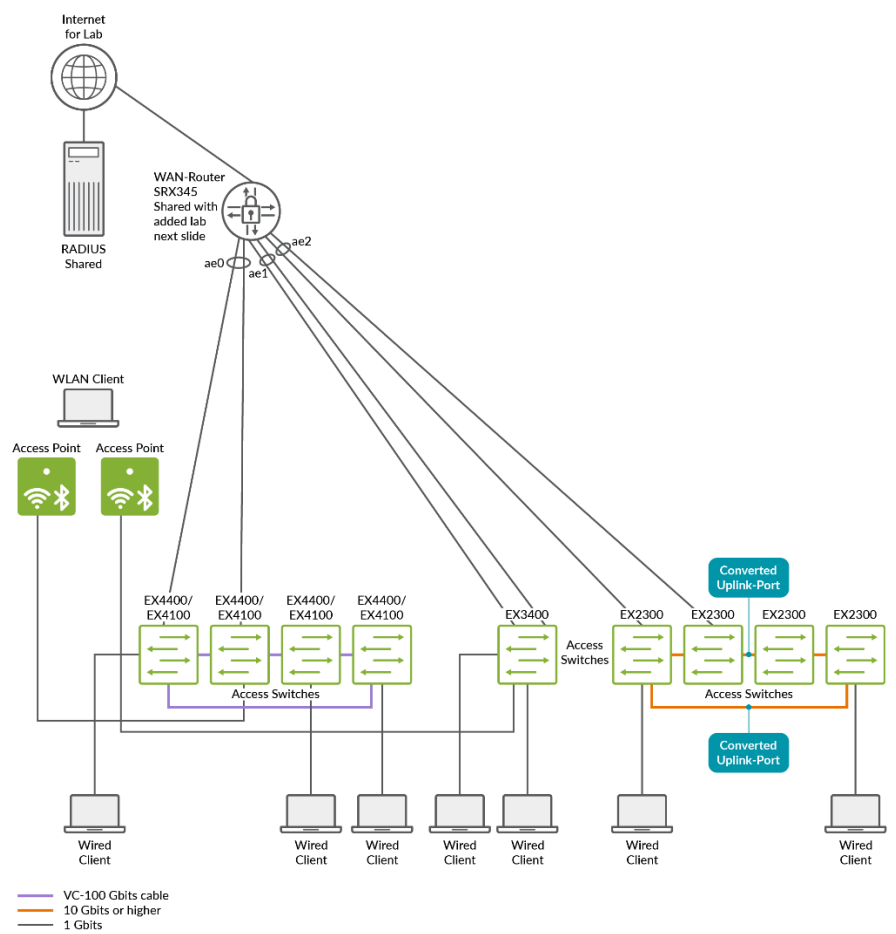 Internet
for Lab
WAN-Router
SRX345
Shared with
added lab
next slide
RADIUS
Shared
ae0
ae1
ae2
WLAN Client
Access Point
Access Point
EX4400/
EX4100
EX4400/
EX4100
EX4400/
EX4100
EX4400/
EX4100
EX3400
Access
Switches
EX2300
EX2300
EX2300
EX2300
Converted
Uplink-Port
Access Switches
Access Switches
Converted
Uplink-Port
Wired
Client
Wired
Client
Wired
Client
Wired
Client
Wired
Client
Wired
Client
Wired
Client
VC-100 Gbits cable
10 Gbits or higher
1 Gbits